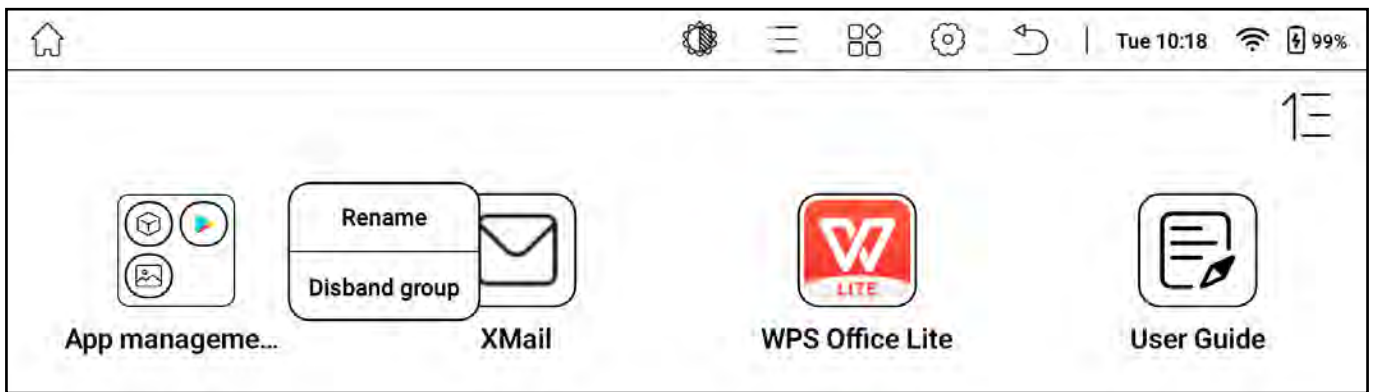 Tue 10:18 99%
Rename
Disband group
LITE
App manageme...
XMail
WPS Office Lite
User Guide